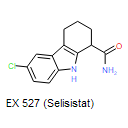 O
Cl
NH2
N
H
EX 527 (Selisistat)